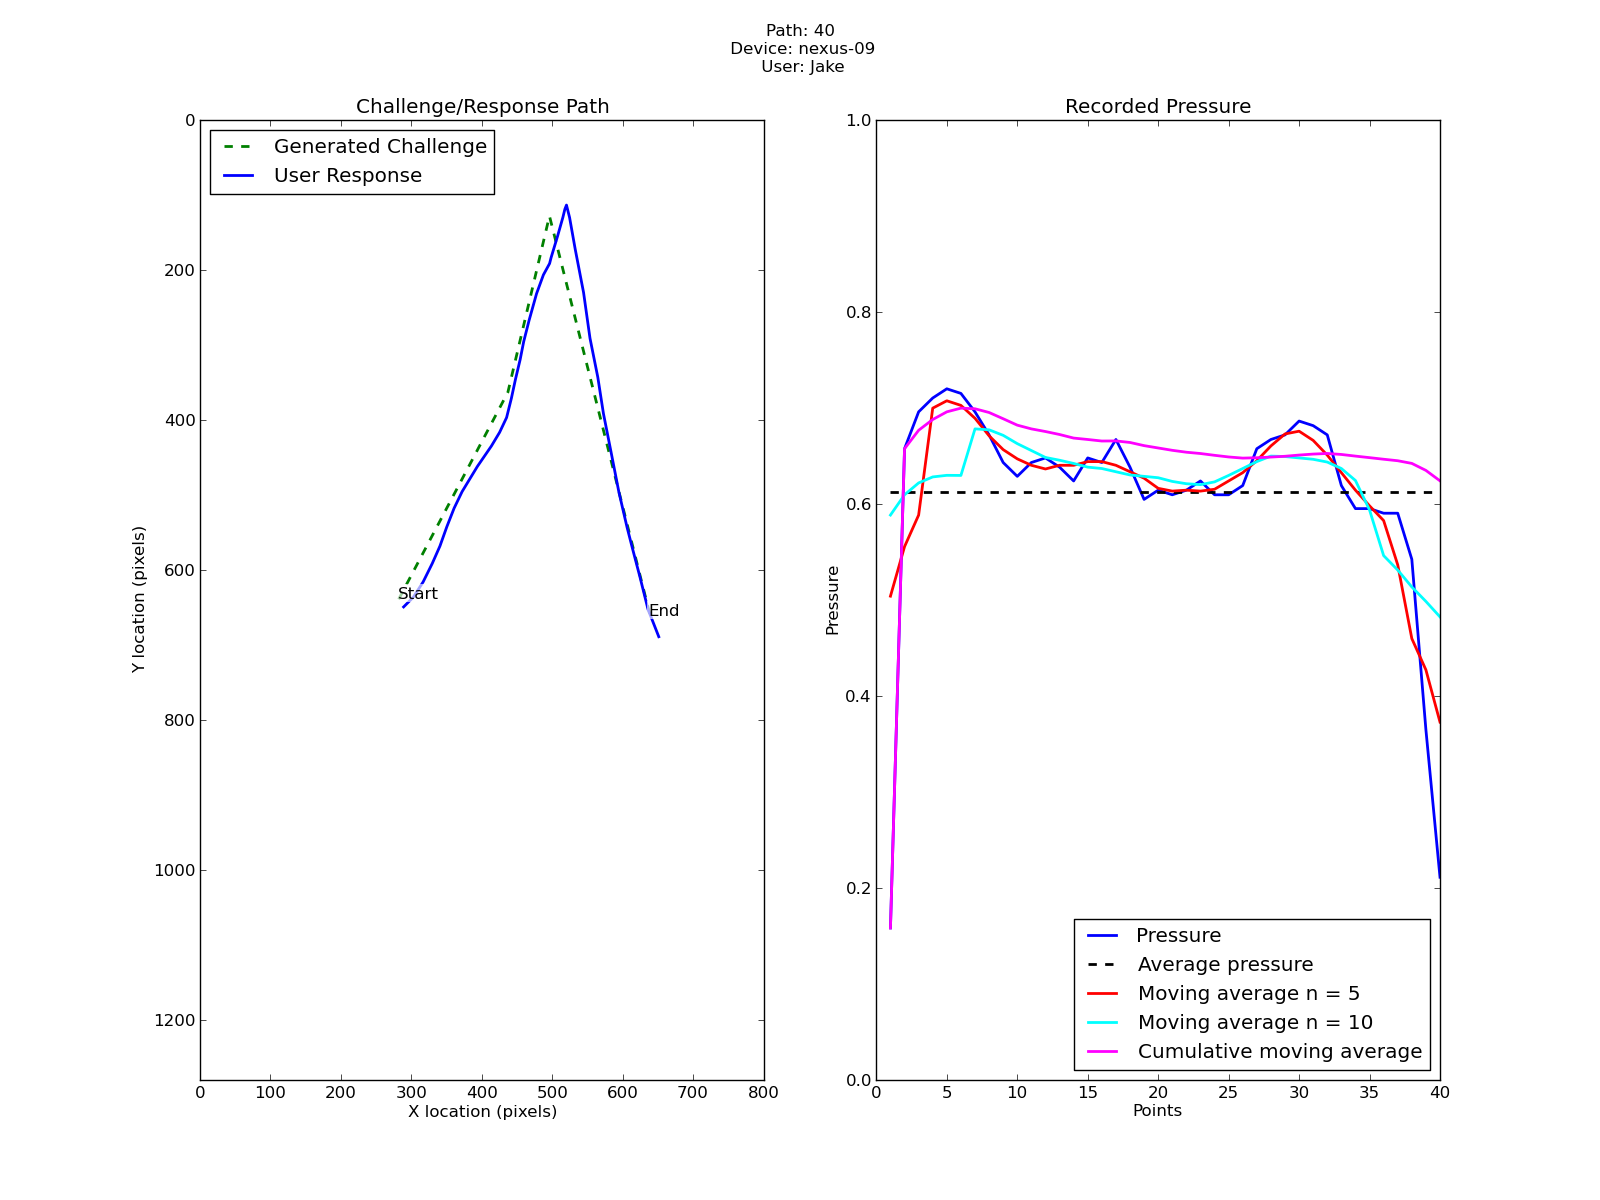 Path: 40
Device: nexus-09
User: Jake
Challenge/Response Path
Generated Challenge
User Response
0
200
400
600
800
1000
1200
Y location (pixels)
Start
End
0 100 200 300 400 500 600 700 800
X location (pixels)
Recorded Pressure
1.0
0.8
0.6
0.4
0.2
0.0
Pressure
Pressure
Average pressure
Moving average n = 5
Moving average n = 10
Cumulative moving average
0 5 10 15 20 25 30 35 40
Points